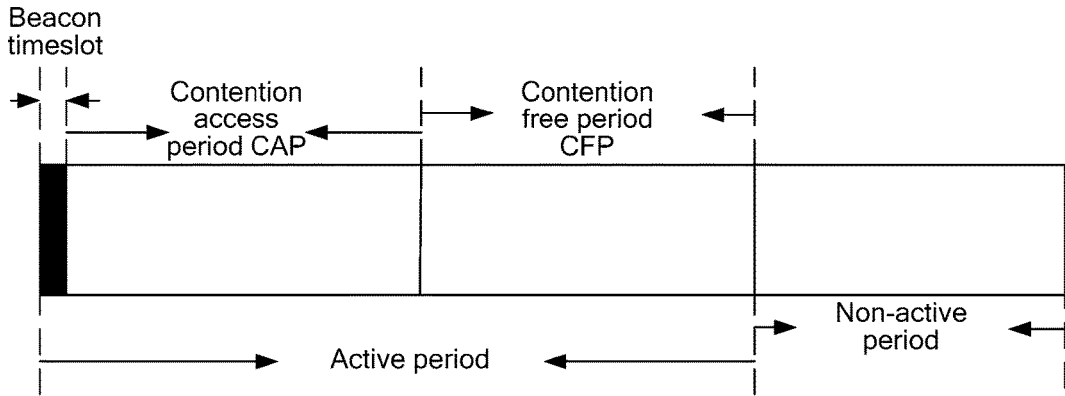 Beacon
timeslot
Contention
access
period CAP
Contention
free period
CFP
Active period
Non-active
period